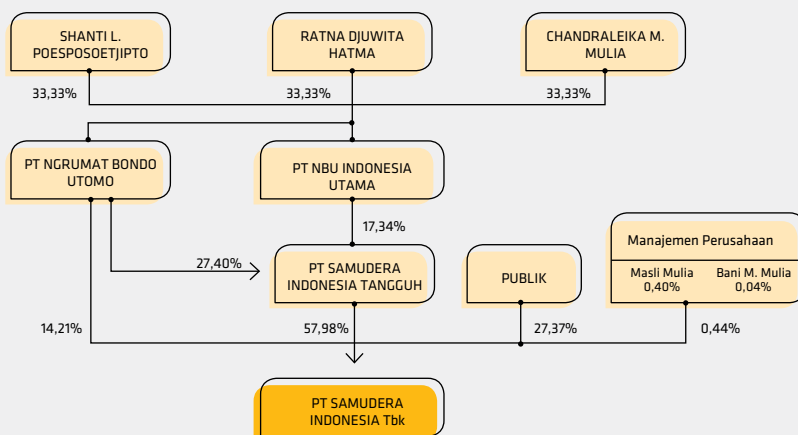 SHANTI L.
POESPOSOETJIPTO
RATNA DJUWITA
HATMA
CHANDRALEIKA M.
MULIA
33,33%
33,33%
33,33%
PT NGRUMAT BONDO
UTOMO
PT NBU INDONESIA
UTAMA
17,34%
27,40%
PT SAMUDERA
INDONESIA TANGGUH
PUBLIK
Manajemen Perusahaan
Masli Mulia
0,40%
Bani M. Mulia
0,04%
14,21%
57,98%
27,37%
0,44%
PT SAMUDERA
INDONESIA Tbk